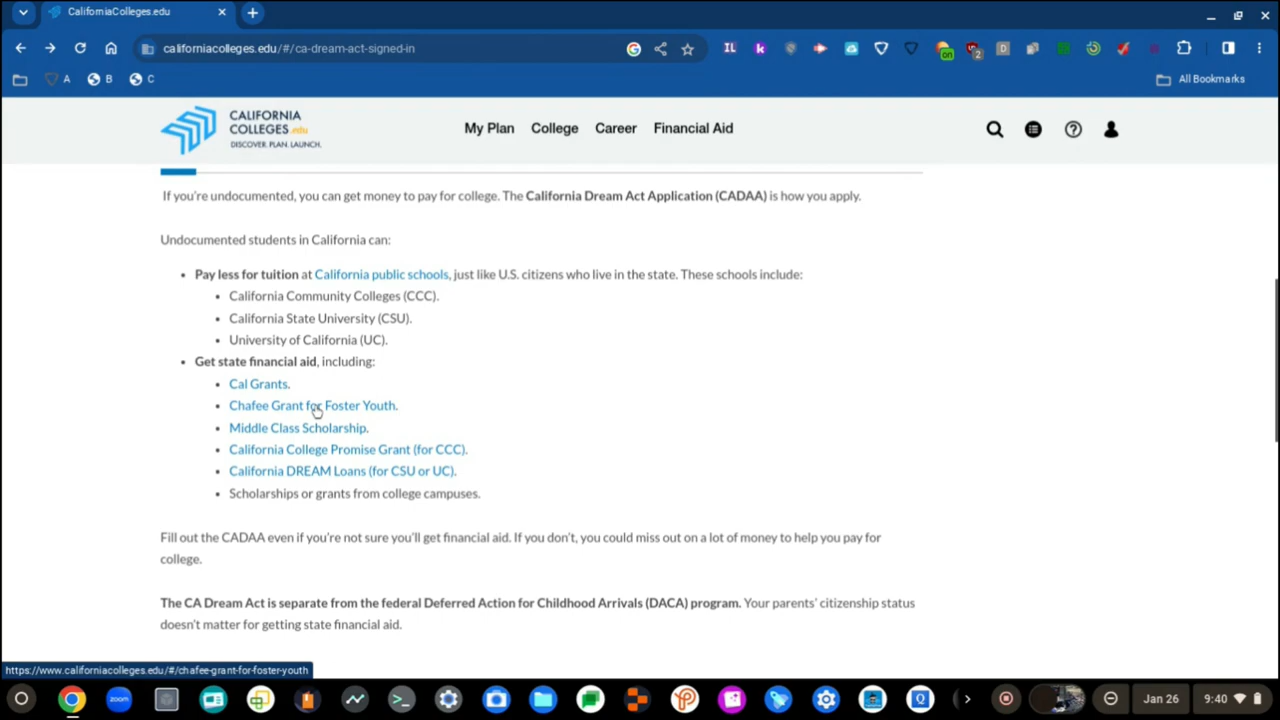 CaliforniaColleges.edu
californiacolleges.edu/#/ca-dream-act-signed-in
A B C All Bookmarks
CALIFORNIA
COLLEGES.edu
DISCOVER. PLAN. LAUNCH.
My Plan College Career Financial Aid
If you're undocumented, you can get money to pay for college. The California Dream Act Application (CADAA) is how you apply.
Undocumented students in California can:
Pay less for tuition at California public schools, just like U.S. citizens who live in the state. These schools include:
California Community Colleges (CCC).
California State University (CSU).
University of California (UC).
Get state financial aid, including:
Cal Grants.
Chafee Grant for Foster Youth.
Middle Class Scholarship.
California College Promise Grant (for CCC).
California DREAM Loans (for CSU or UC).
Scholarships or grants from college campuses.
Fill out the CADAA even if you're not sure you'll get financial aid. If you don't, you could miss out on a lot of money to help you pay for
college.
The CA Dream Act is separate from the federal Deferred Action for Childhood Arrivals (DACA) program. Your parents' citizenship status
doesn't matter for getting state financial aid.
https://www.californiacolleges.edu/#/chafee-grant-for-foster-youth
zoom
Jan 26 9:40